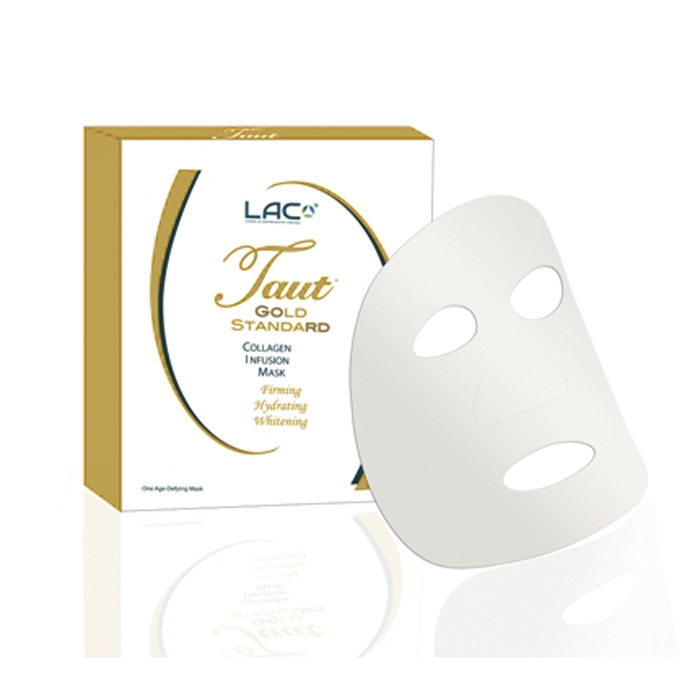 Taut
LAC
Taut®
GOLD
STANDARD
COLLAGEN
INFUSION
MASK
Firming
Hydrating
Whitening
One Age-Defying Mask